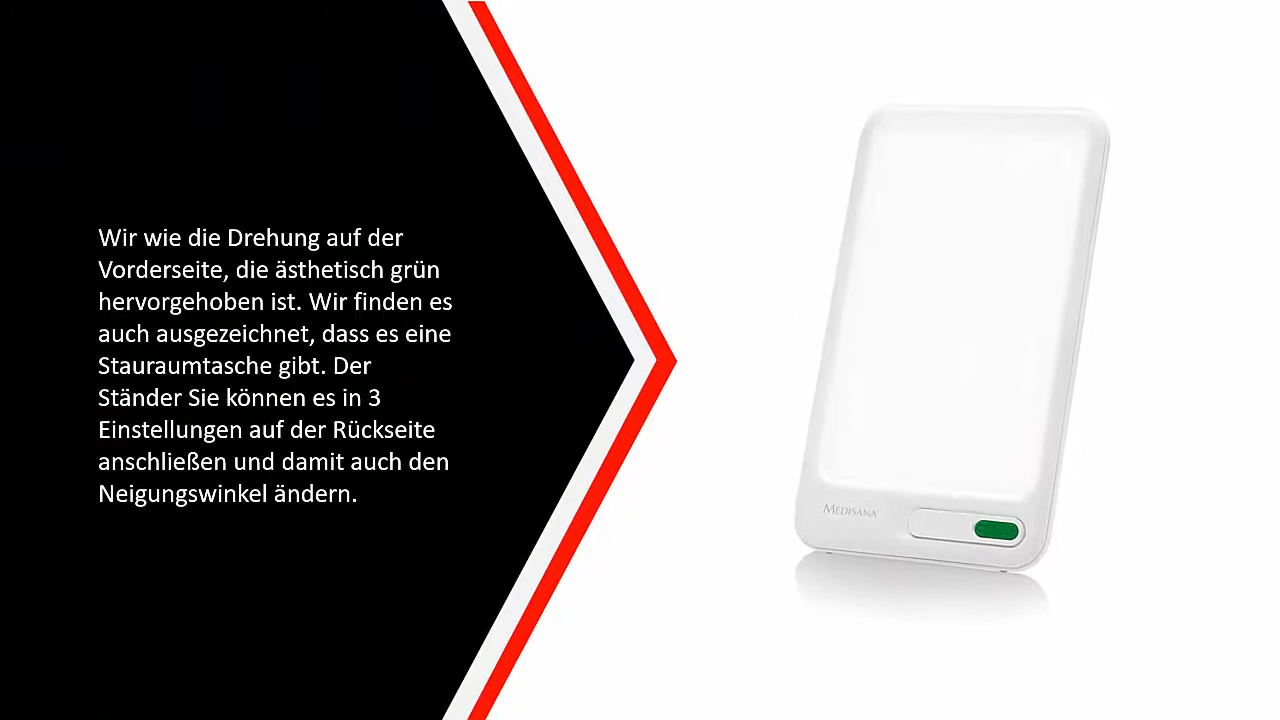 Wir wie die Drehung auf der
Vorderseite, die ästhetisch grün
hervorgehoben ist. Wir finden es
auch ausgezeichnet, dass es eine
Stauraumtasche gibt. Der
Ständer Sie können es in 3
Einstellungen auf der Rückseite
anschließen und damit auch den
Neigungswinkel ändern.
MEDISANA